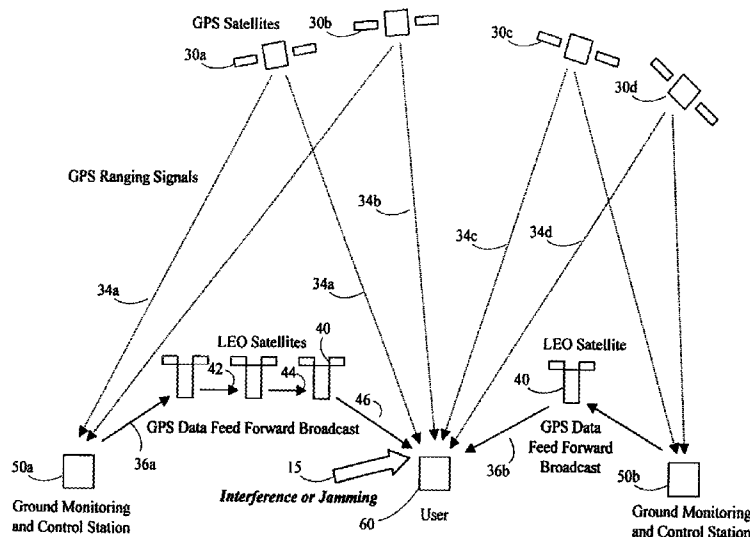 GPS Satellites
30a
30b
30c
30d
GPS Ranging Signals
34b
34c
34d
34a
34a
LEO Satellites
40
LEO Satellite
40
42
44
46
GPS Data Feed Forward Broadcast
GPS Data
Feed Forward
Broadcast
36a
36b
50a
15
50b
Interference or Jamming
60
User
Ground Monitoring
and Control Station
Ground Monitoring
and Control Station